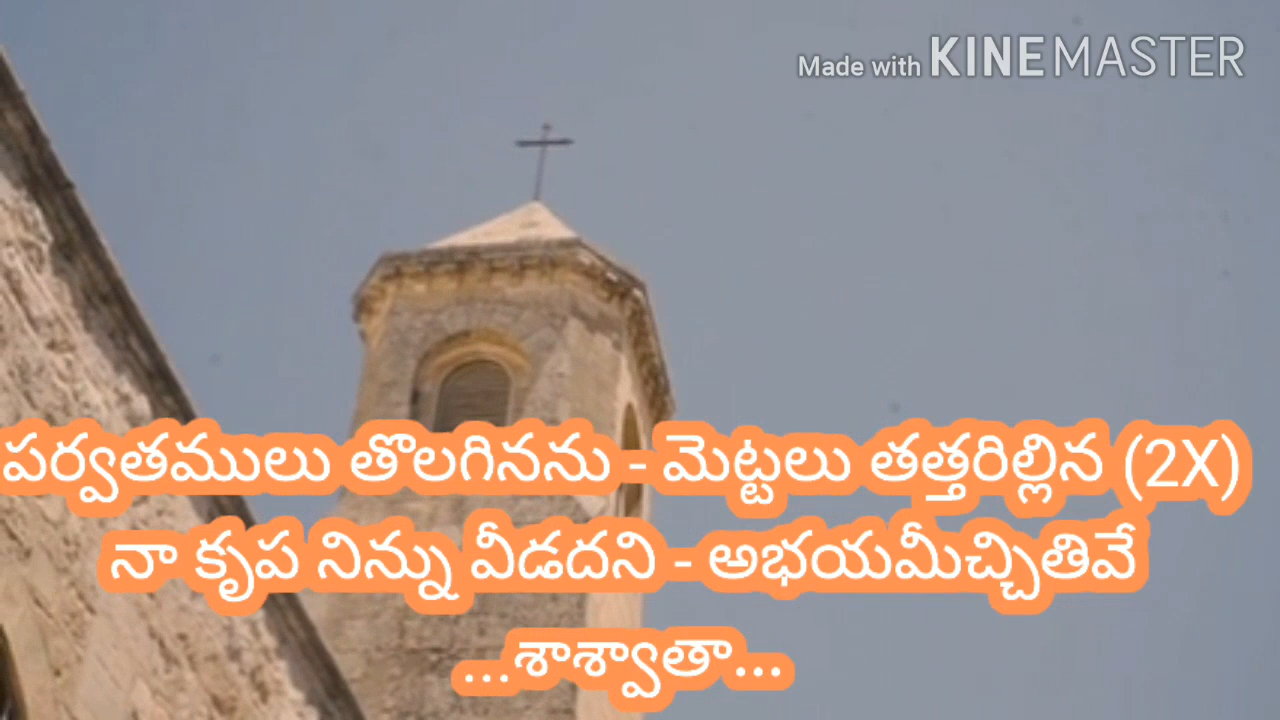 Made with KINEMASTER
పర్వతములు తొలగినను - మెట్టలు తత్తరిల్లిన (2X)
నా కృప నిన్ను వీడదని - అభయమీచ్చితివే
...శాశ్వాతా...